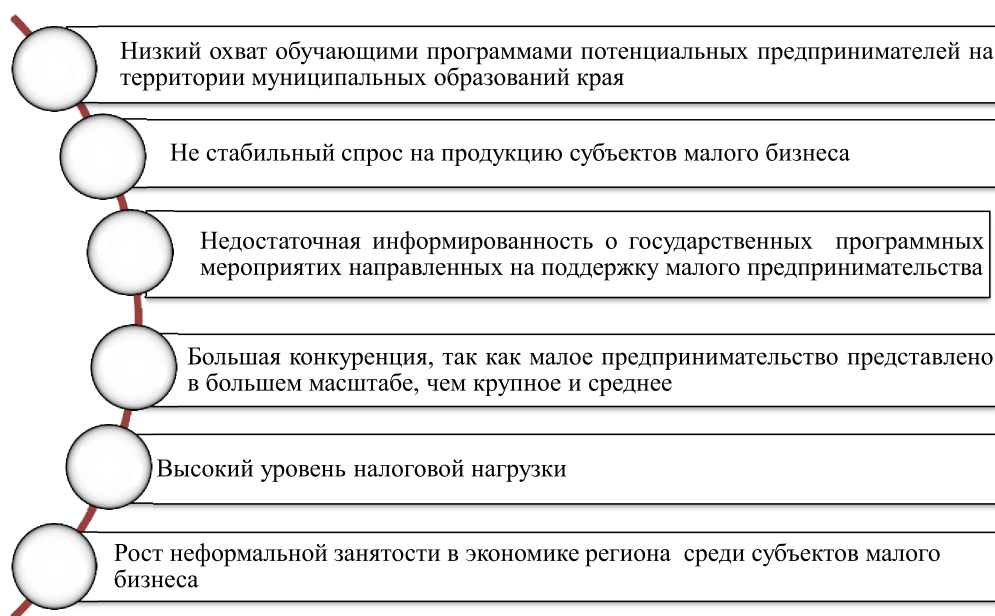 Низкий охват обучающими программами потенциальных предпринимателей на
территории муниципальных образований края
Не стабильный спрос на продукцию субъектов малого бизнеса
Недостаточная информированность о государственных программных
мероприятих направленных на поддержку малого предпринимательства
Большая конкуренция, так как малое предпринимательство представлено
в большем масштабе, чем крупное и среднее
Высокий уровень налоговой нагрузки
Рост неформальной занятости в экономике региона среди субъектов малого
бизнеса